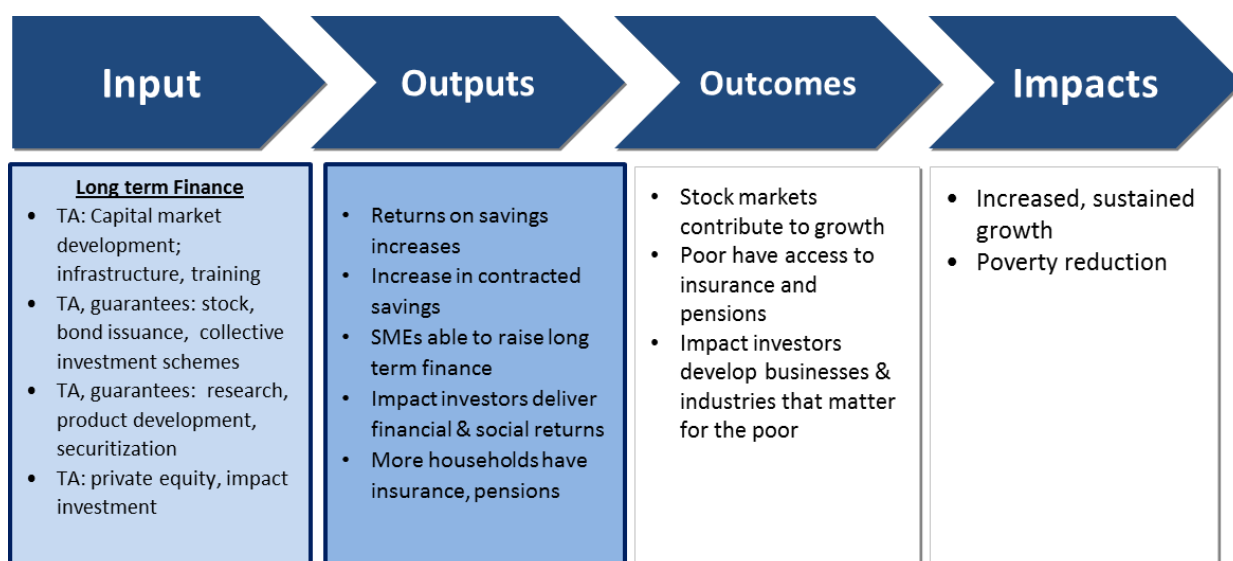 Input
Outputs
Outcomes
Impacts
Long term Finance
• TA: Capital market
development;
infrastructure, training
• TA, guarantees: stock,
bond issuance, collective
investment schemes
• TA, guarantees: research,
product development,
securitization
• TA: private equity, impact
investment
• Returns on savings
increases
• Increase in contracted
savings
• SMEs able to raise long
term finance
• Impact investors deliver
financial & social returns
• More households have
insurance, pensions
• Stock markets
contribute to growth
• Poor have access to
insurance and
pensions
• Impact investors
develop businesses &
industries that matter
for the poor
• Increased, sustained
growth
• Poverty reduction